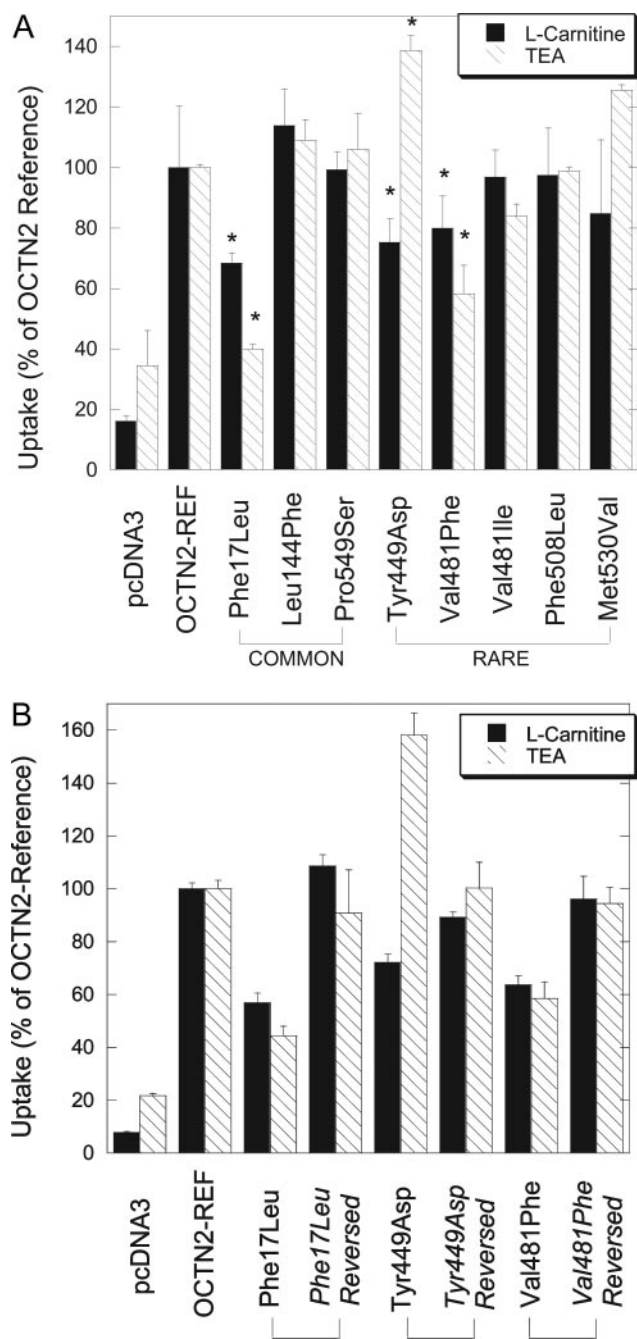 A
L-Carnitine
TEA
Uptake (% of OCTN2 Reference)
140
120
100
80
60
40
20
0
*
*
*
*
*
*
pcDNA3
OCTN2-REF
Phe17Leu
Leu144Phe
Pro549Ser
Tyr449Asp
Val481Phe
Val481Ile
Phe508Leu
Met530Val
COMMON
RARE
B
L-Carnitine
TEA
Uptake (% of OCTN2-Reference)
160
140
120
100
80
60
40
20
0
pcDNA3
OCTN2-REF
Phe17Leu
Phe17Leu
Reversed
Tyr449Asp
Tyr449Asp
Reversed
Val481Phe
Val481Phe
Reversed